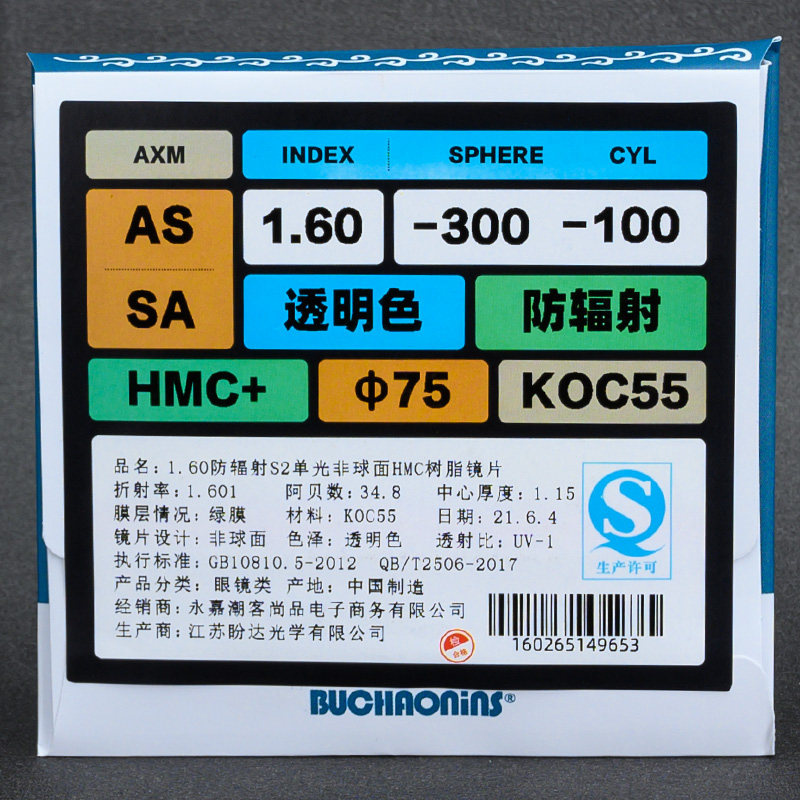 AXM INDEX SPHERE CYL
AS 1.60 -300 -100
SA 透明色 防辐射
HMC+ Φ75 KOC55
品名: 1.60防辐射S2单光非球面HMC树脂镜片
折射率: 1.601 阿贝数: 34.8 中心厚度: 1.15
膜层情况: 绿膜 材料: KOC55 日期: 21.6.4
镜片设计: 非球面 色泽: 透明色 透射比: UV-1
执行标准: GB10810.5-2012 QB/T2506-2017
产品分类: 眼镜类 产地: 中国制造
经销商: 永嘉潮客尚品电子商务有限公司
生产商: 江苏盼达光学有限公司
S
生产许可
检
合格
160265149653
BUCHAONINS®